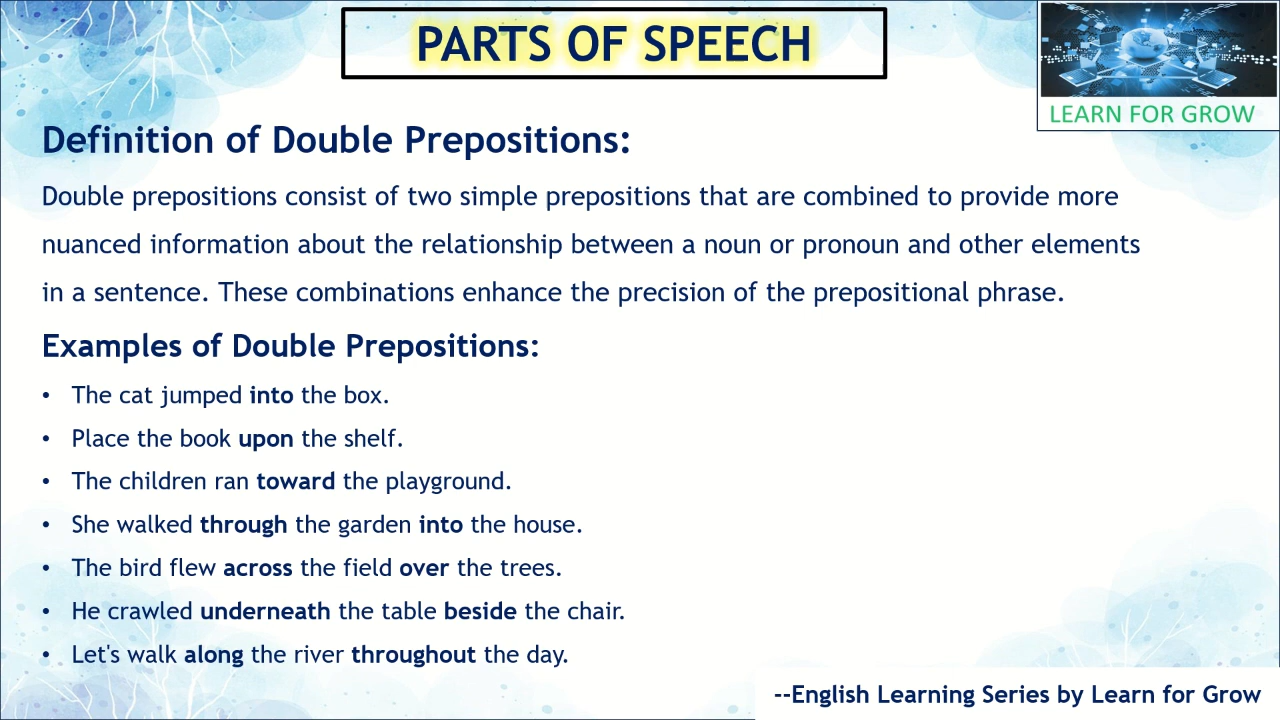 PARTS OF SPEECH
LEARN FOR GROW
Definition of Double Prepositions:
Double prepositions consist of two simple prepositions that are combined to provide more
nuanced information about the relationship between a noun or pronoun and other elements
in a sentence. These combinations enhance the precision of the prepositional phrase.
Examples of Double Prepositions:
• The cat jumped into the box.
• Place the book upon the shelf.
• The children ran toward the playground.
• She walked through the garden into the house.
• The bird flew across the field over the trees.
• He crawled underneath the table beside the chair.
• Let's walk along the river throughout the day.
--English Learning Series by Learn for Grow